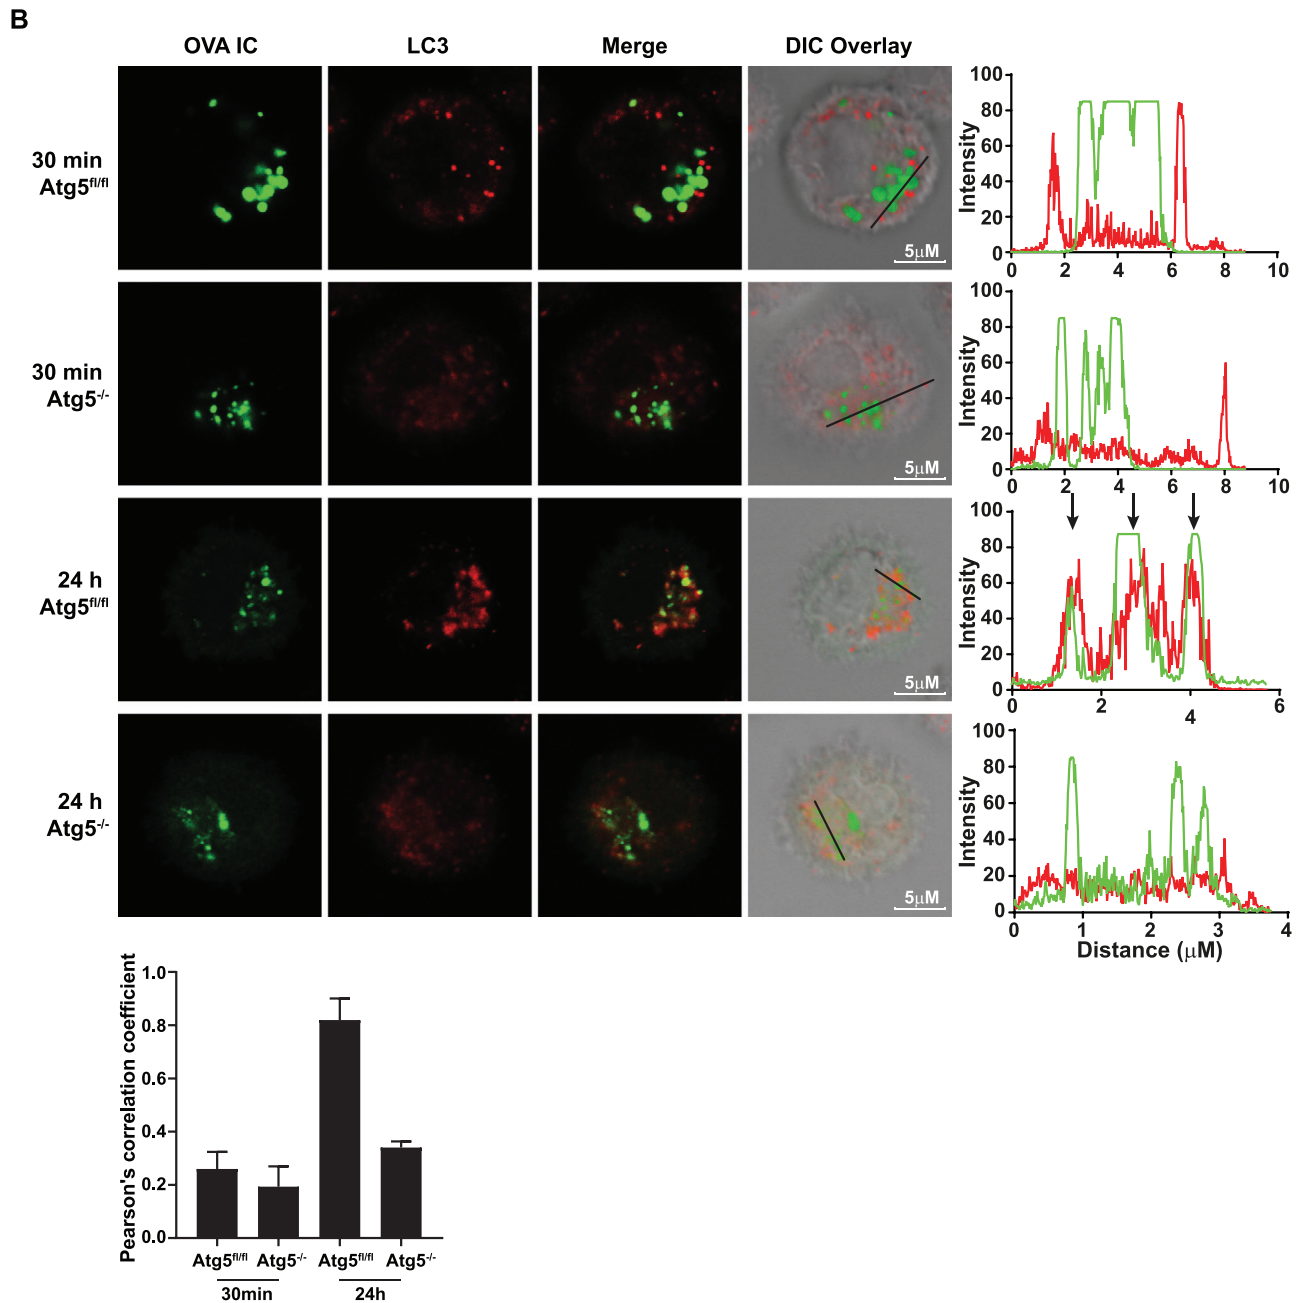 B
OVA IC
LC3
Merge
DIC Overlay
30 min
Atg5fl/fl
5μM
Intensity
100
80
60
40
20
0
0
2
4
6
8
10
30 min
Atg5-/-
5μM
Intensity
100
80
60
40
20
0
0
2
4
6
8
10
24 h
Atg5fl/fl
5μM
Intensity
100
80
60
40
20
0
0
2
4
6
24 h
Atg5-/-
5μM
Intensity
100
80
60
40
20
0
0
1
2
3
4
Distance (μM)
Pearson's correlation coefficient
1.0
0.8
0.6
0.4
0.2
0.0
Atg5fl/fl
Atg5-/-
Atg5fl/fl
Atg5-/-
30min
24h